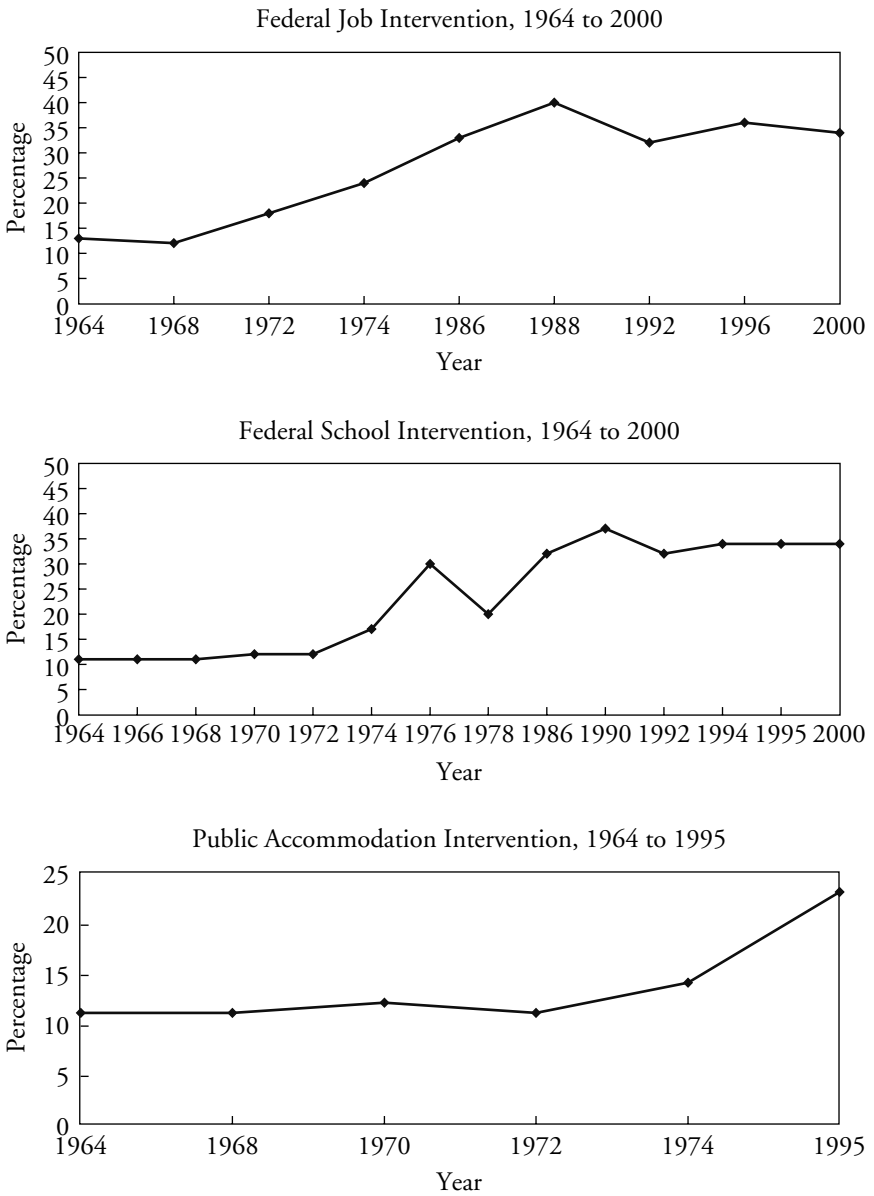 Federal Job Intervention, 1964 to 2000
50
45
40
35
30
25
20
15
10
5
0
Percentage
1964 1968 1972 1974 1986 1988 1992 1996 2000
Year
Federal School Intervention, 1964 to 2000
50
45
40
35
30
25
20
15
10
5
0
Percentage
1964 1966 1968 1970 1972 1974 1976 1978 1986 1990 1992 1994 1995 2000
Year
Public Accommodation Intervention, 1964 to 1995
25
20
15
10
5
0
Percentage
1964 1968 1970 1972 1974 1995
Year